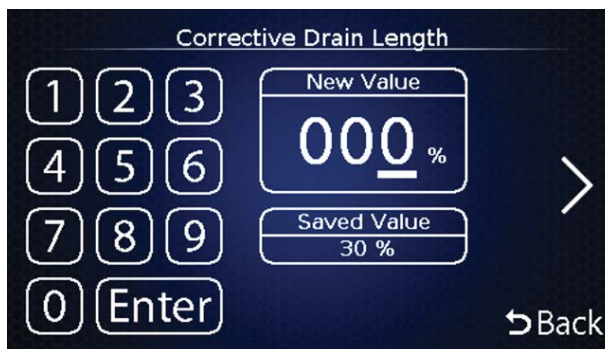 Corrective Drain Length
1 2 3
4 5 6
7 8 9
0 Enter
New Value
000 %
Saved Value
30 %
Back